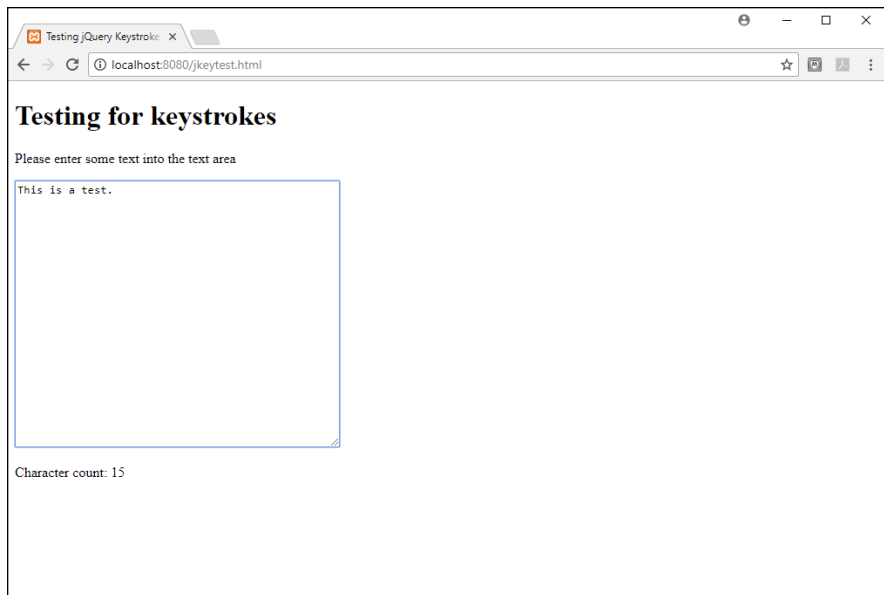 Testing jQuery Keystroke
localhost:8080/jkeytest.html
Testing for keystrokes
Please enter some text into the text area
This is a test.
Character count: 15